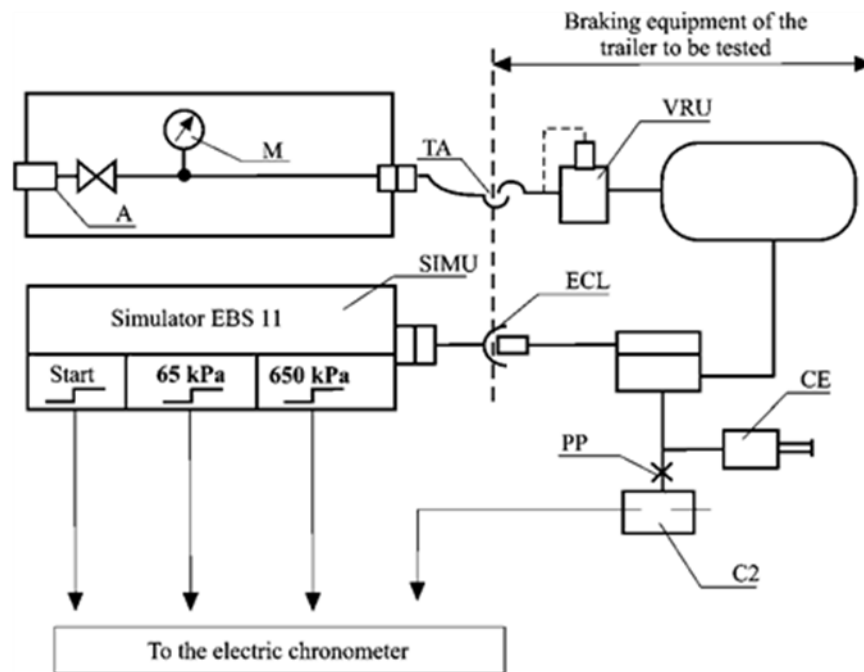 Braking equipment of the
trailer to be tested
VRU
TA
M
A
SIMU
ECL
Simulator EBS 11
Start
65 kPa
650 kPa
CE
PP
C2
To the electric chronometer